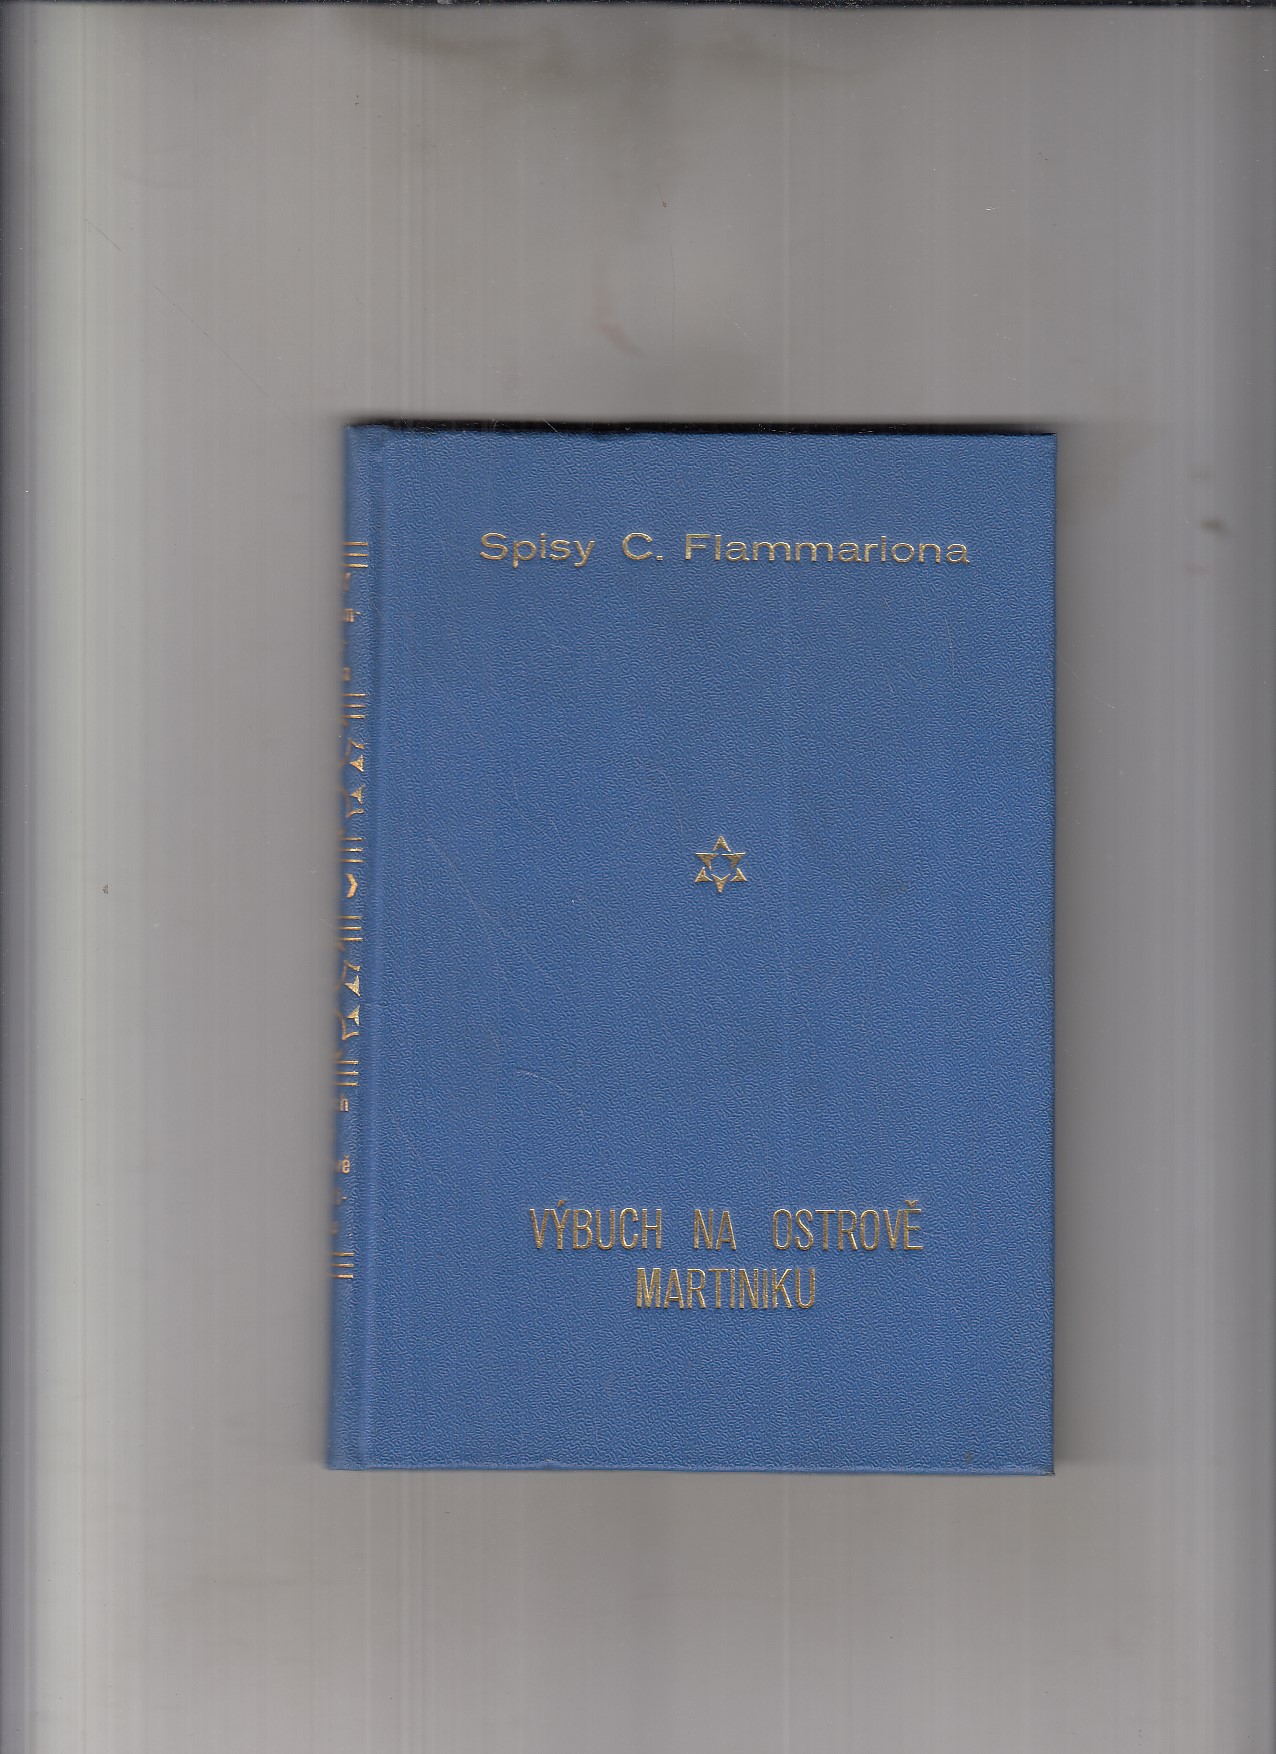 Spisy C. Flammariona
VÝBUCH NA OSTROVĚ
MARTINIKU